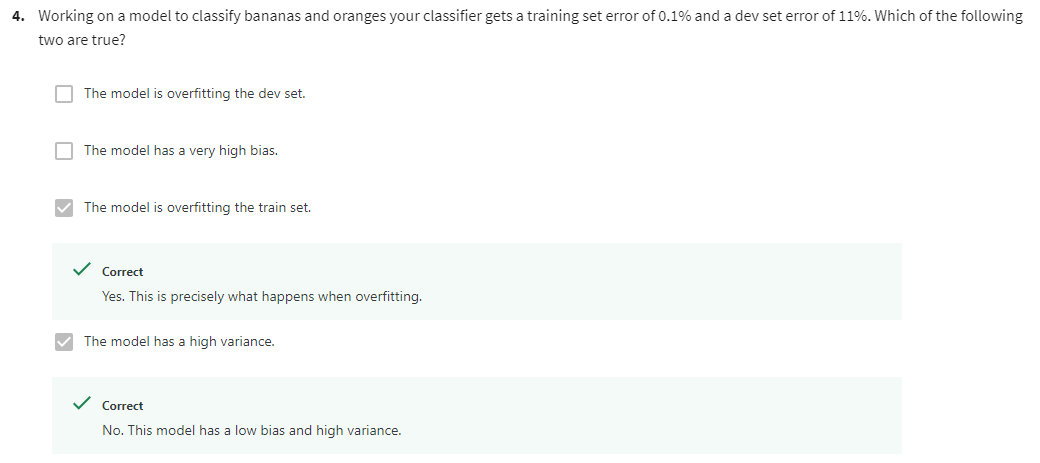 4. Working on a model to classify bananas and oranges your classifier gets a training set error of 0.1% and a dev set error of 11%. Which of the following
two are true?
The model is overfitting the dev set.
The model has a very high bias.
The model is overfitting the train set.
Correct
Yes. This is precisely what happens when overfitting.
The model has a high variance.
Correct
No. This model has a low bias and high variance.